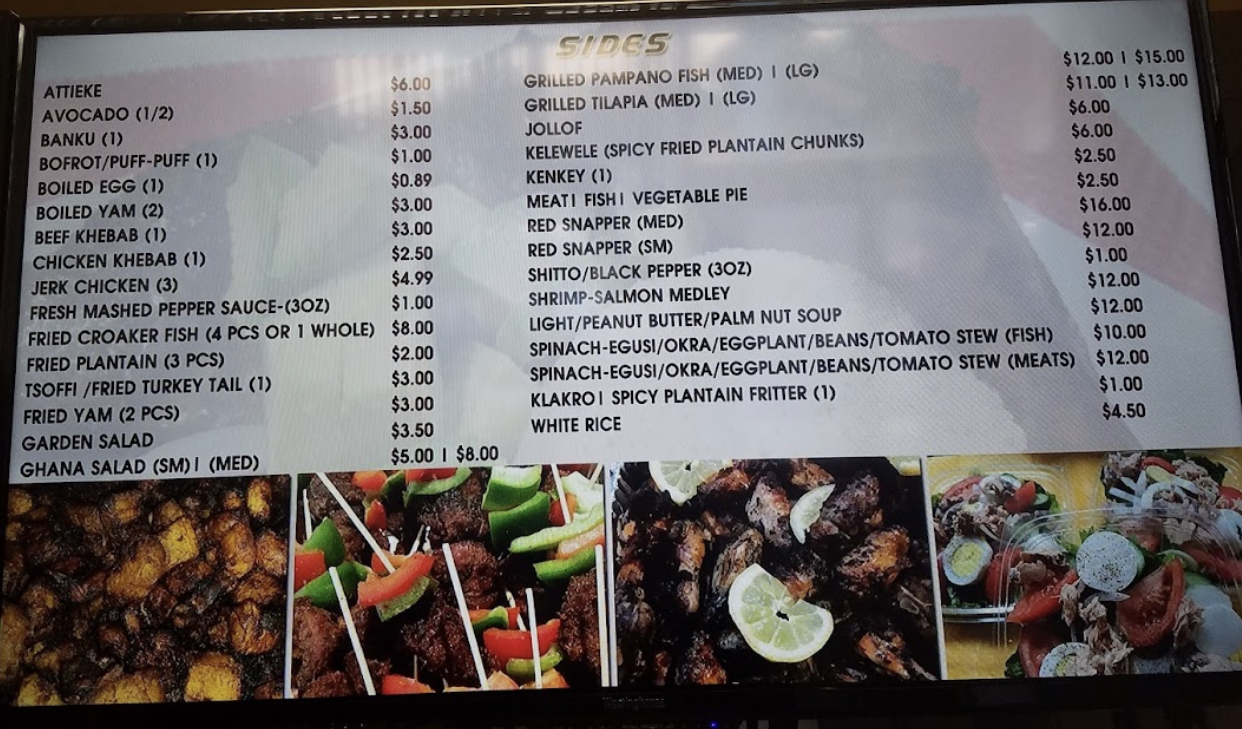 SIDES
ATTIEKE $6.00
AVOCADO (1/2) $1.50
BANKU (1) $3.00
BOFROT/PUFF-PUFF (1) $1.00
BOILED EGG (1) $0.89
BOILED YAM (2) $3.00
BEEF KHEBAB (1) $3.00
CHICKEN KHEBAB (1) $2.50
JERK CHICKEN (3) $4.99
FRESH MASHED PEPPER SAUCE-(3OZ) $1.00
FRIED CROAKER FISH (4 PCS OR 1 WHOLE) $8.00
FRIED PLANTAIN (3 PCS) $2.00
TSOFFI /FRIED TURKEY TAIL (1) $3.00
FRIED YAM (2 PCS) $3.00
GARDEN SALAD $3.50
GHANA SALAD (SM)| (MED) $5.00 | $8.00
GRILLED PAMPANO FISH (MED) | (LG) $12.00 | $15.00
GRILLED TILAPIA (MED) | (LG) $11.00 | $13.00
JOLLOF $6.00
KELEWELE (SPICY FRIED PLANTAIN CHUNKS) $6.00
KENKEY (1) $2.50
MEAT| FISH| VEGETABLE PIE $2.50
RED SNAPPER (MED) $16.00
RED SNAPPER (SM) $12.00
SHITTO/BLACK PEPPER (3OZ) $1.00
SHRIMP-SALMON MEDLEY $12.00
LIGHT/PEANUT BUTTER/PALM NUT SOUP $12.00
SPINACH-EGUSI/OKRA/EGGPLANT/BEANS/TOMATO STEW (FISH) $10.00
SPINACH-EGUSI/OKRA/EGGPLANT/BEANS/TOMATO STEW (MEATS) $12.00
KLAKRO| SPICY PLANTAIN FRITTER (1) $1.00
WHITE RICE $4.50
Westinghouse